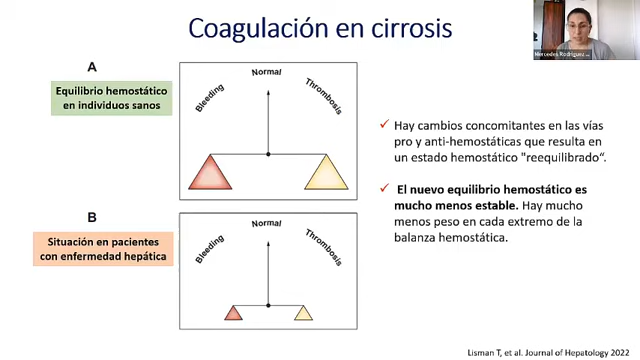 Coagulación en cirrosis
Mercedes Rodríguez ...
A
Equilibrio hemostático
en individuos sanos
Bleeding
Normal
Thrombosis
B
Situación en pacientes
con enfermedad hepática
Bleeding
Normal
Thrombosis
✓ Hay cambios concomitantes en las vías
pro y anti-hemostáticas que resulta en
un estado hemostático "reequilibrado“.
✓ El nuevo equilibrio hemostático es
mucho menos estable. Hay mucho
menos peso en cada extremo de la
balanza hemostática.
Lisman T, et al. Journal of Hepatology 2022